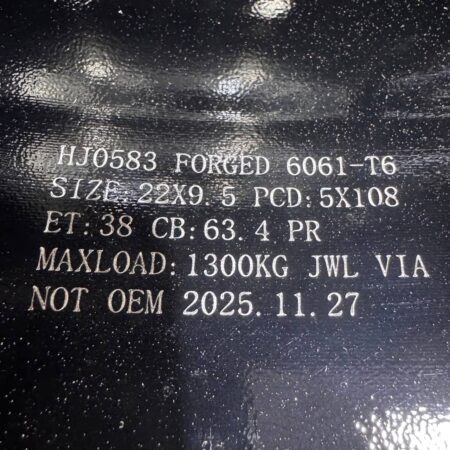 HJ0583 FORGED 6061-T6
SIZE:22X9.5 PCD:5X108
ET:38 CB:63.4 PR
MAXLOAD:1300KG JWL VIA
NOT OEM 2025.11.27